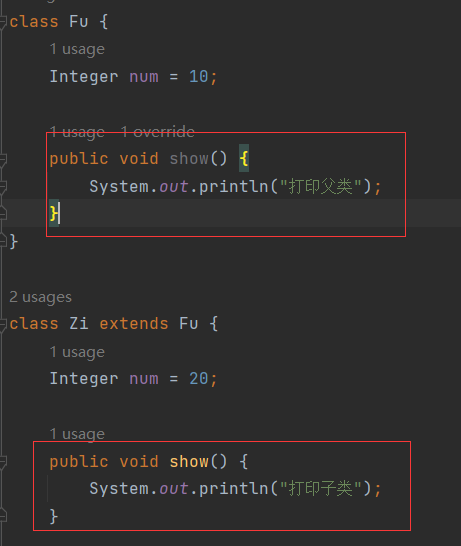 class Fu {
1 usage
Integer num = 10;
1 usage 1 override
public void show() {
System.out.println("打印父类");
}
}
2 usages
class Zi extends Fu {
1 usage
Integer num = 20;
1 usage
public void show() {
System.out.println("打印子类");
}